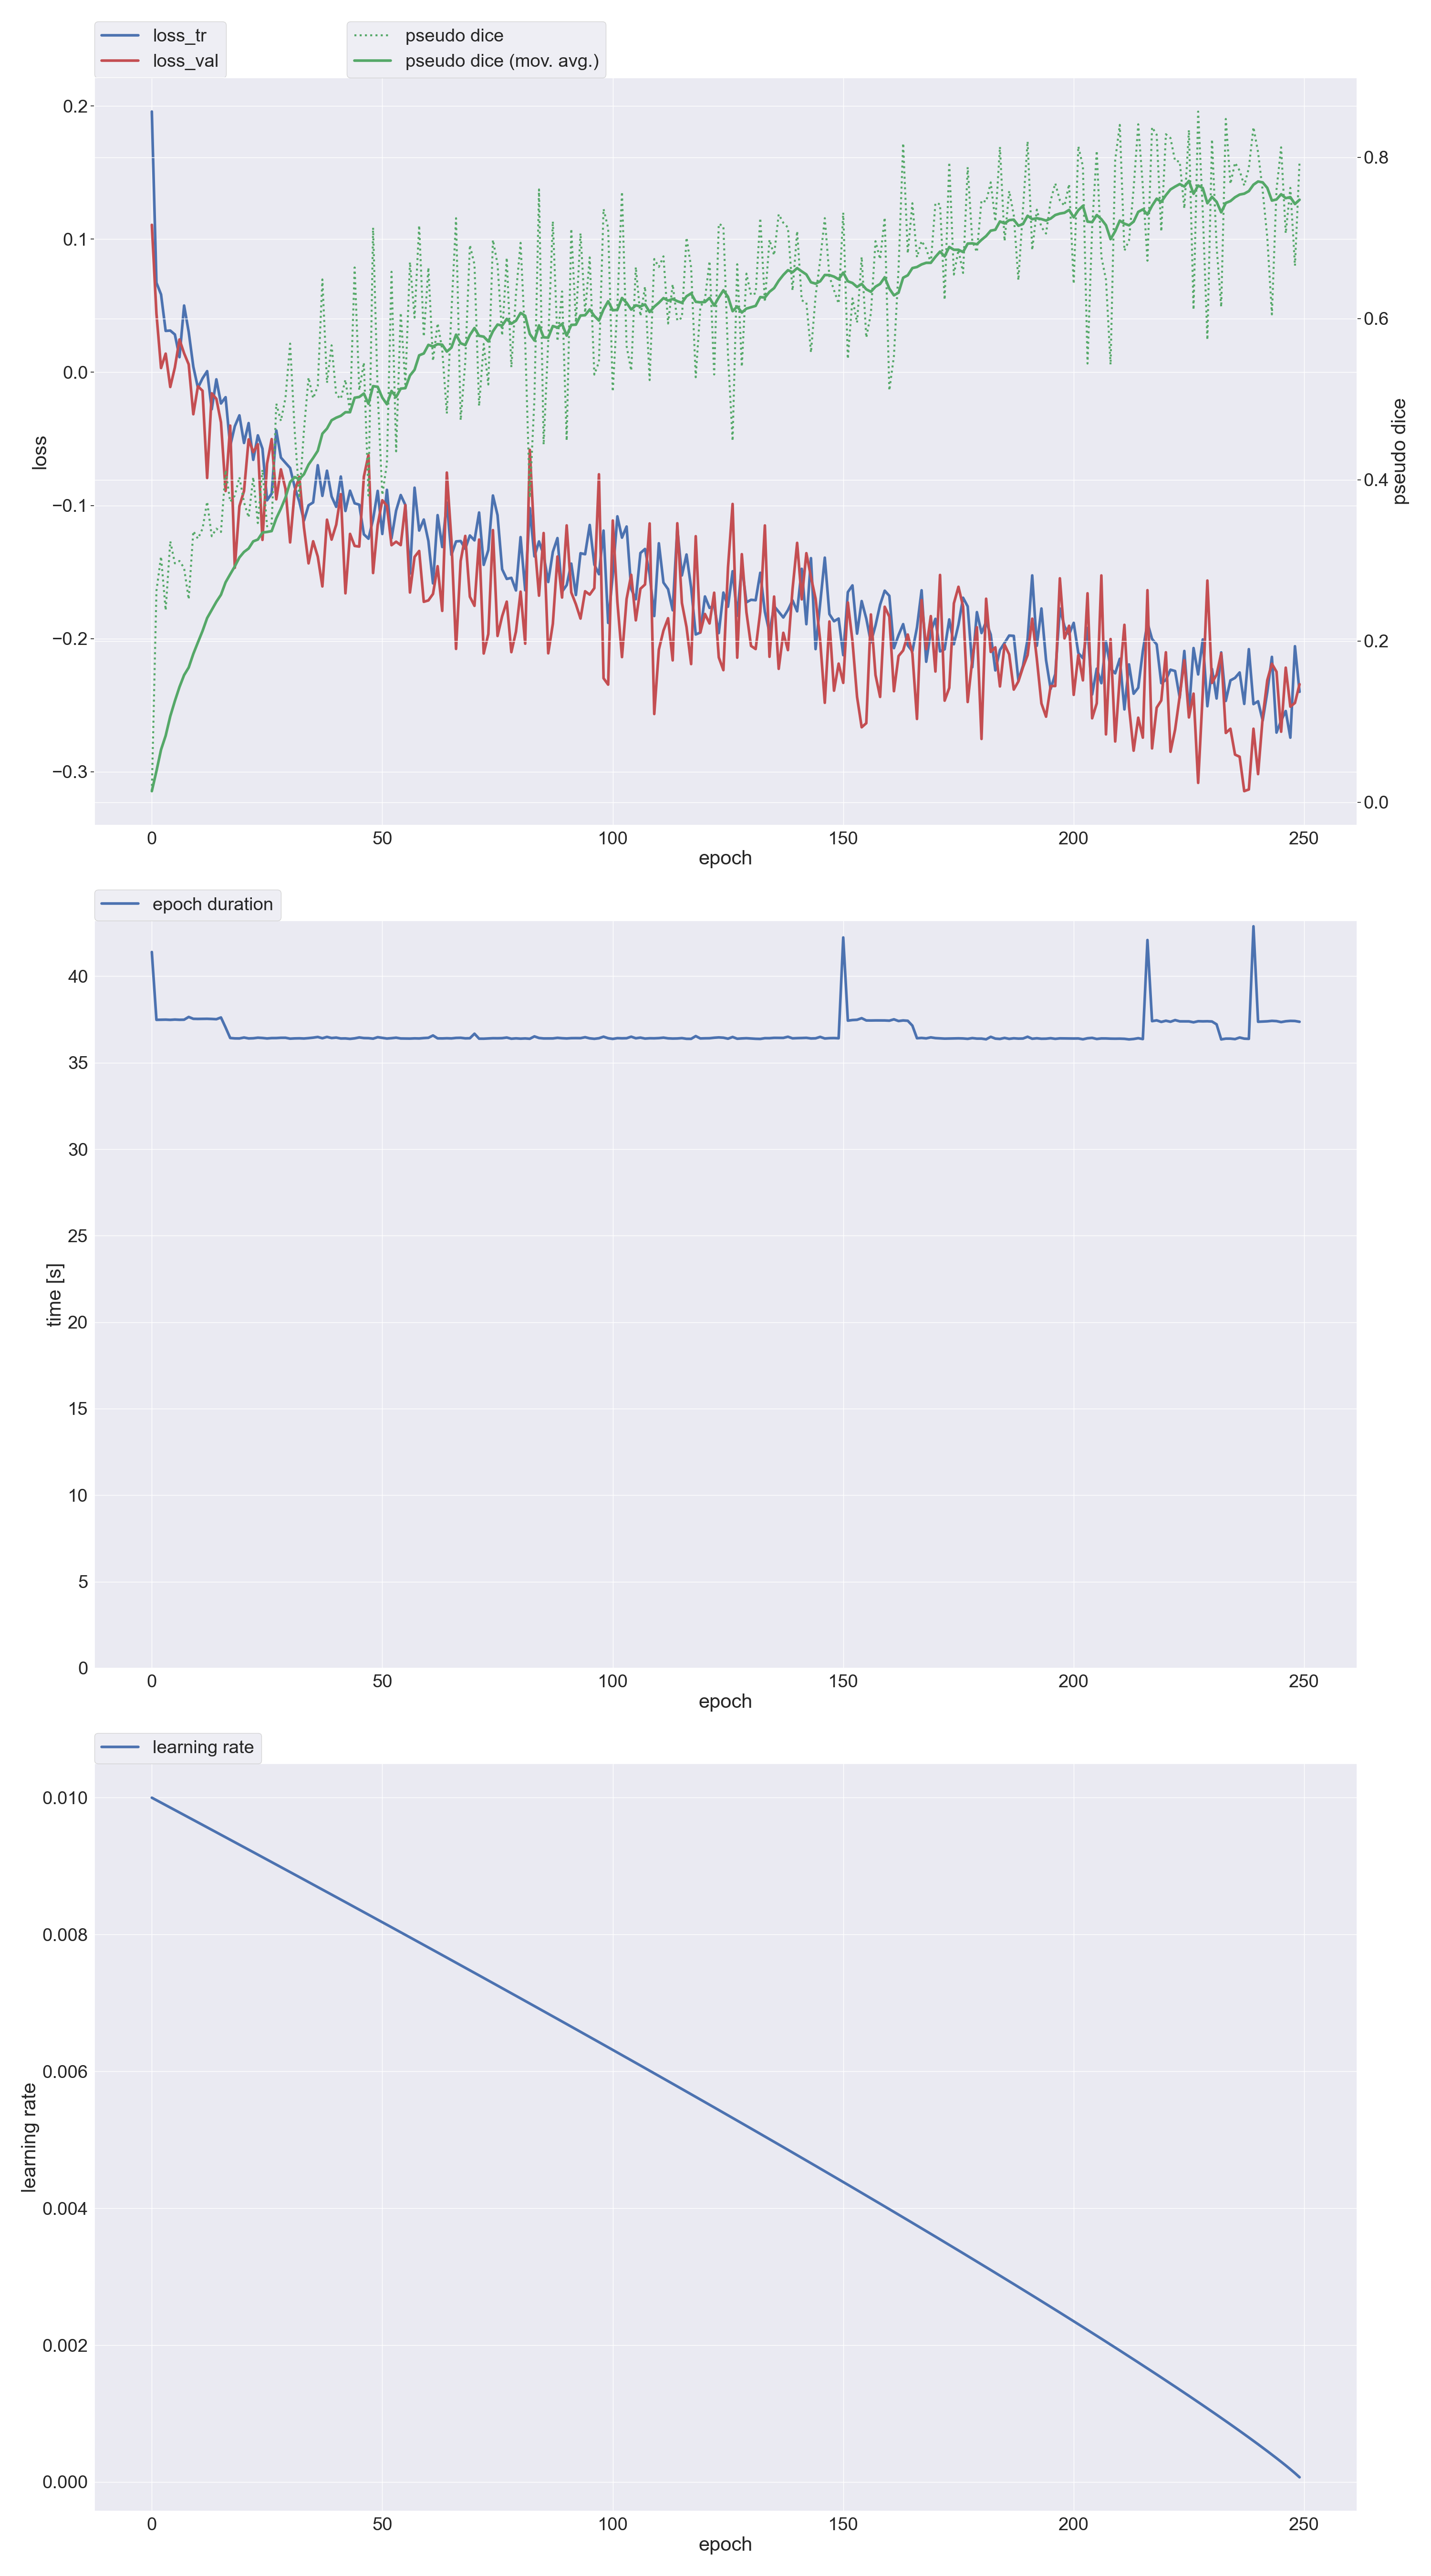 loss_tr
loss_val
pseudo dice
pseudo dice (mov. avg.)
0.2
0.1
0.0
−0.1
−0.2
−0.3
loss
0.8
0.6
0.4
0.2
0.0
pseudo dice
0 50 100 150 200 250
epoch
epoch duration
40
35
30
25
20
15
10
5
0
time [s]
0 50 100 150 200 250
epoch
learning rate
0.010
0.008
0.006
0.004
0.002
0.000
learning rate
0 50 100 150 200 250
epoch